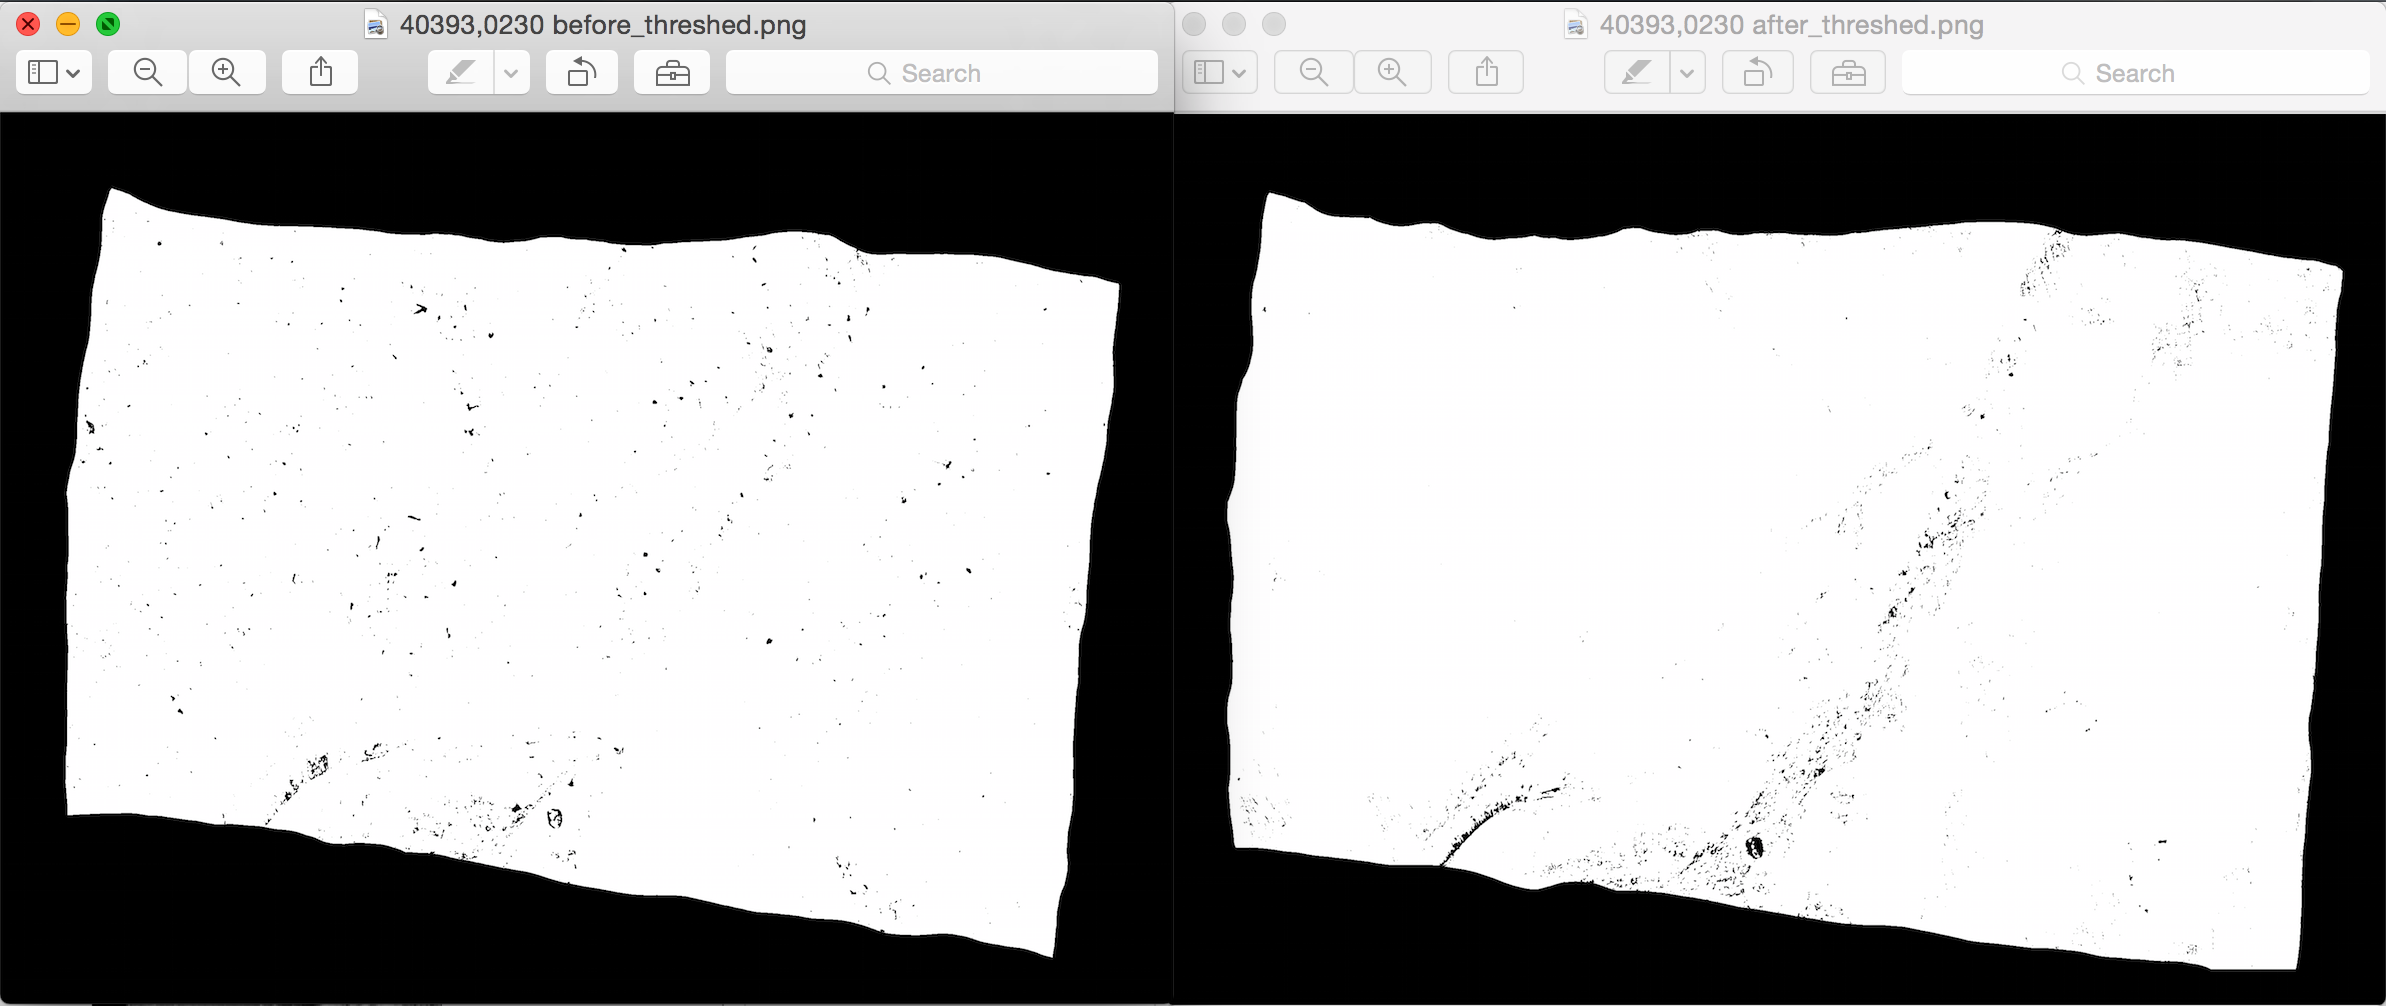 40393,0230 before_threshed.png
Search
40393,0230 after_threshed.png
Search